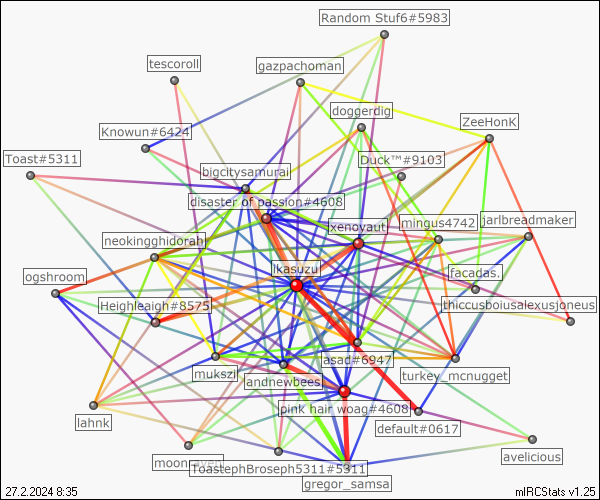 Random Stuf6#5983
tescoroll
gazpachoman
doggerdig
ZeeHonK
Knowun#6424
Toast#5311
Duck™#9103
bigcitysamurai
disaster of passion#4608
xenovaut
mingus4742
jarlbreadmaker
neokingghidorah
lkasuzu
facadas.
ogshroom
Heighleaigh#8575
thiccusboiusalexusjoneus
asad#6947
turkey_mcnugget
mukszii
andnewbees
pink hair woag#4608
lahnk
default#0617
moonraven
ToastephBroseph5311#5311
avelicious
gregor_samsa
27.2.2024 8:35
mIRCStats v1.25